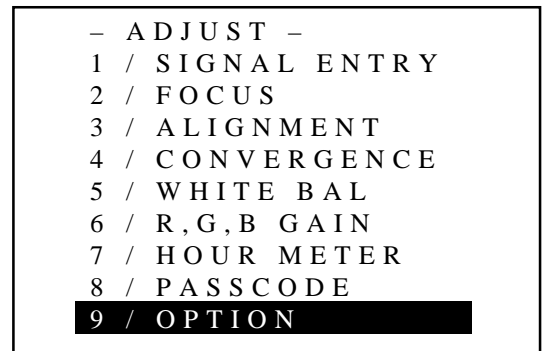 – ADJUST –
1 / SIGNAL ENTRY
2 / FOCUS
3 / ALIGNMENT
4 / CONVERGENCE
5 / WHITE BAL
6 / R,G,B GAIN
7 / HOUR METER
8 / PASSCODE
9 / OPTION